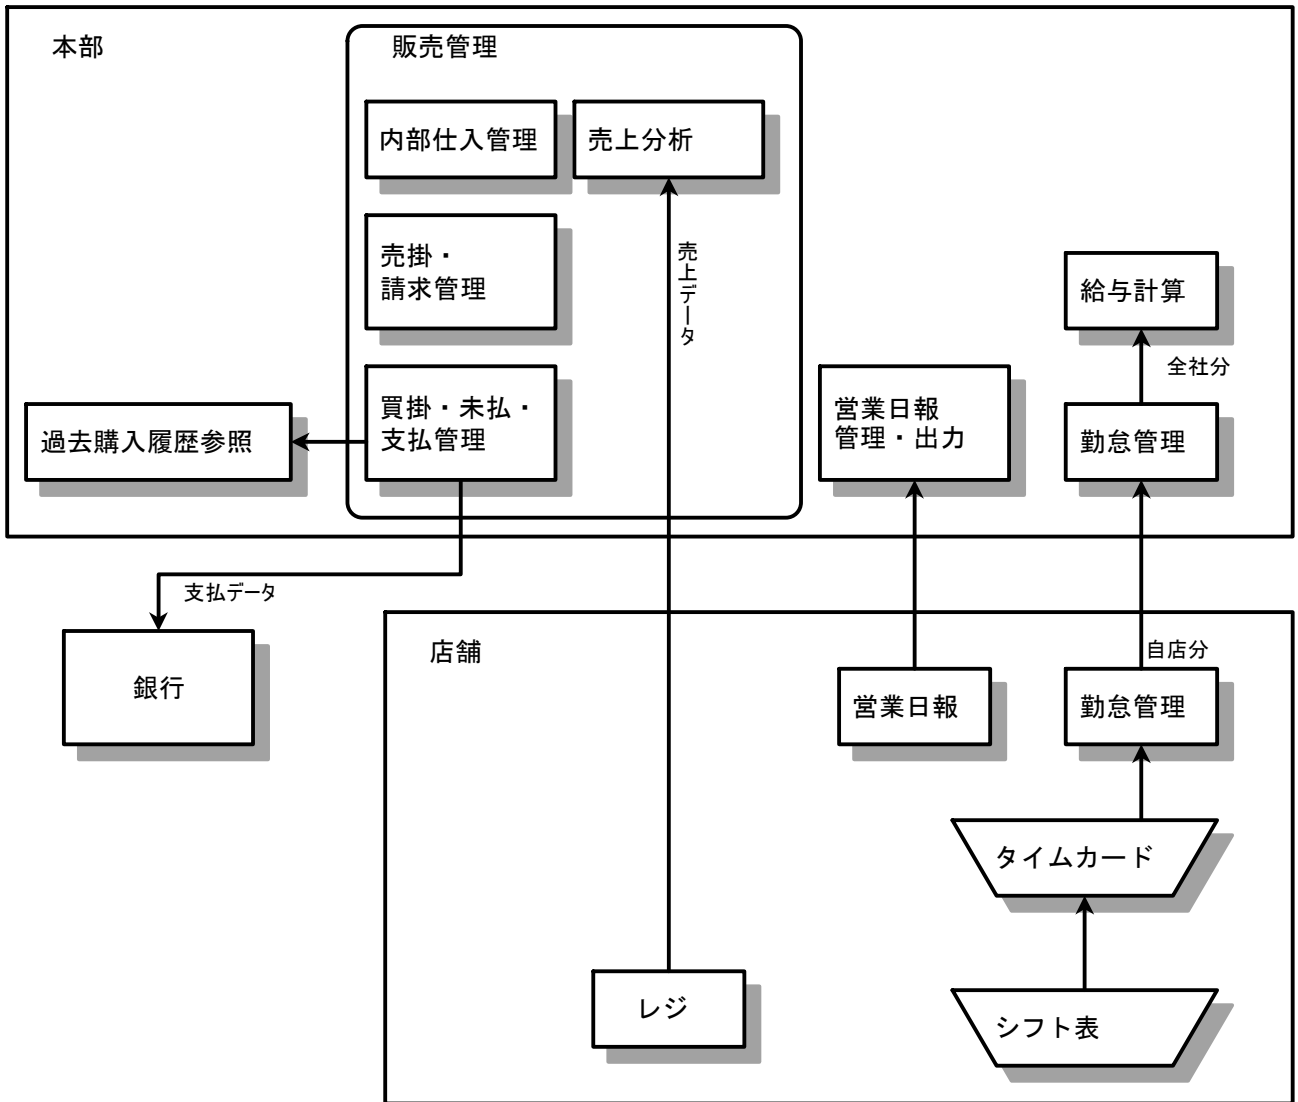 本部
販売管理
内部仕入管理
売上分析
売掛・
請求管理
売上データ
給与計算
全社分
買掛・未払・
支払管理
過去購入履歴参照
営業日報
管理・出力
勤怠管理
支払データ
銀行
店舗
自店分
営業日報
勤怠管理
タイムカード
レジ
シフト表